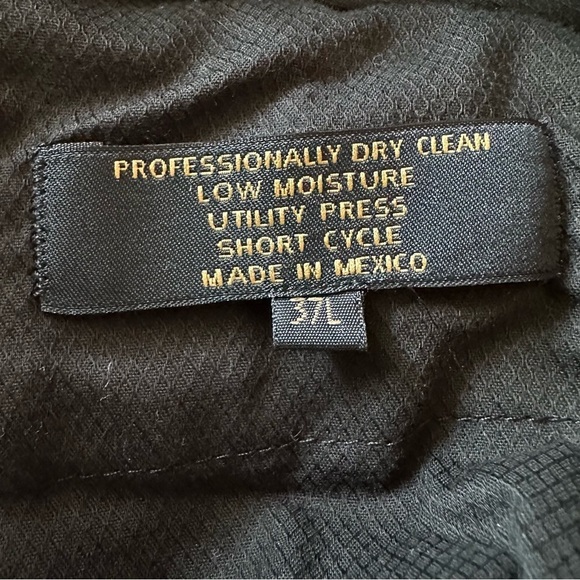 PROFESSIONALLY DRY CLEAN
LOW MOISTURE
UTILITY PRESS
SHORT CYCLE
MADE IN MEXICO
37L